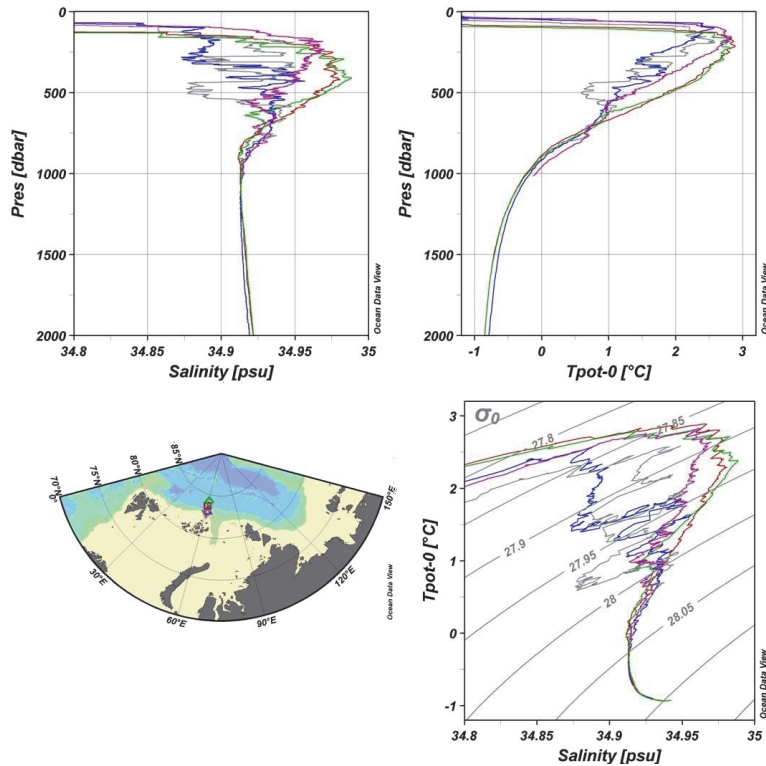 0
500
1000
1500
2000
Pres [dbar]
34.8
34.85
34.9
34.95
35
Salinity [psu]
Ocean Data View
0
500
1000
1500
2000
Pres [dbar]
-1
0
1
2
3
Tpot-0 [°C]
Ocean Data View
70°N
75°N
80°N
85°N
0°
30°E
60°E
90°E
120°E
150°E
Ocean Data View
σ0
27.8
27.85
27.9
27.95
28
28.05
3
2
1
0
-1
Tpot-0 [°C]
34.8
34.85
34.9
34.95
35
Salinity [psu]
Ocean Data View